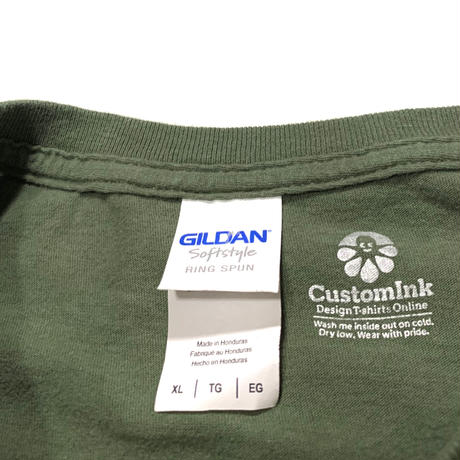 GILDAN
Softstyle
RING SPUN
Made in Honduras
Fabriqué au Honduras
Hecho en Honduras
XL | TG | EG
CustomInk
Design T-shirts Online
Wash me inside out on cold.
Dry low. Wear with pride.